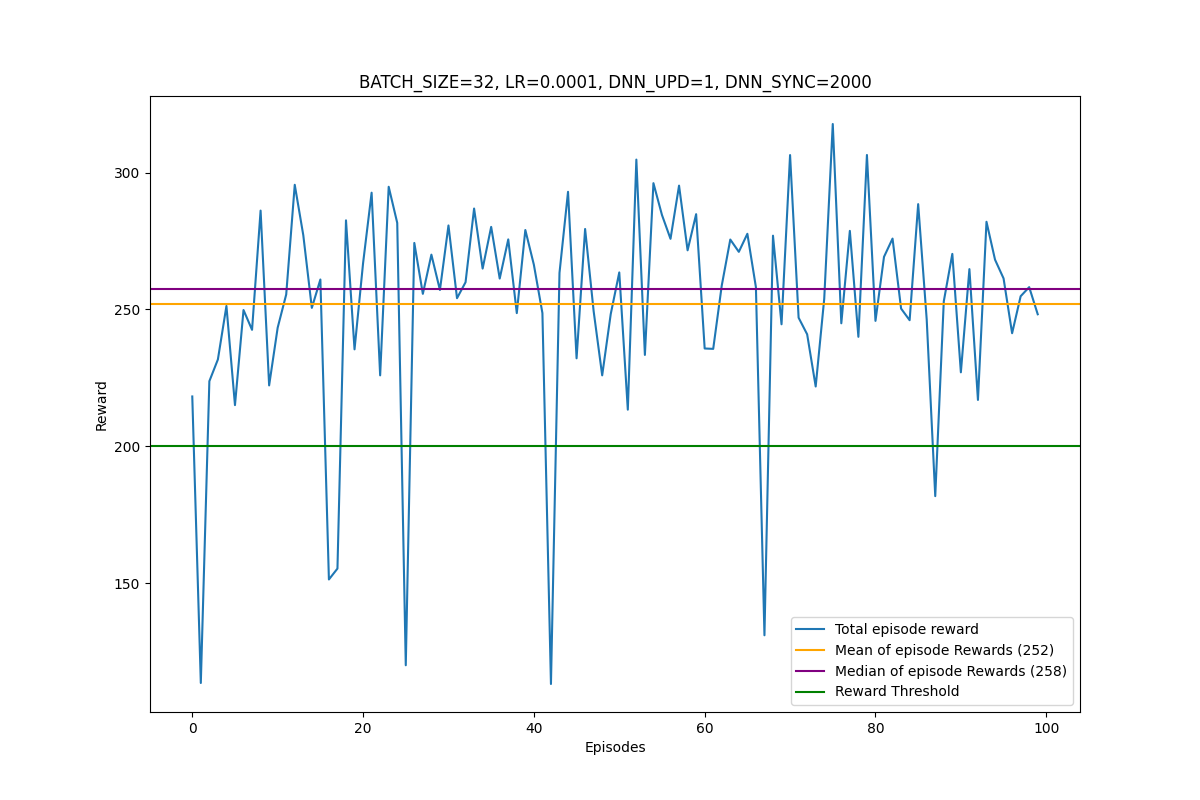 BATCH_SIZE=32, LR=0.0001, DNN_UPD=1, DNN_SYNC=2000
300
250
200
150
Reward
Total episode reward
Mean of episode Rewards (252)
Median of episode Rewards (258)
Reward Threshold
0 20 40 60 80 100
Episodes